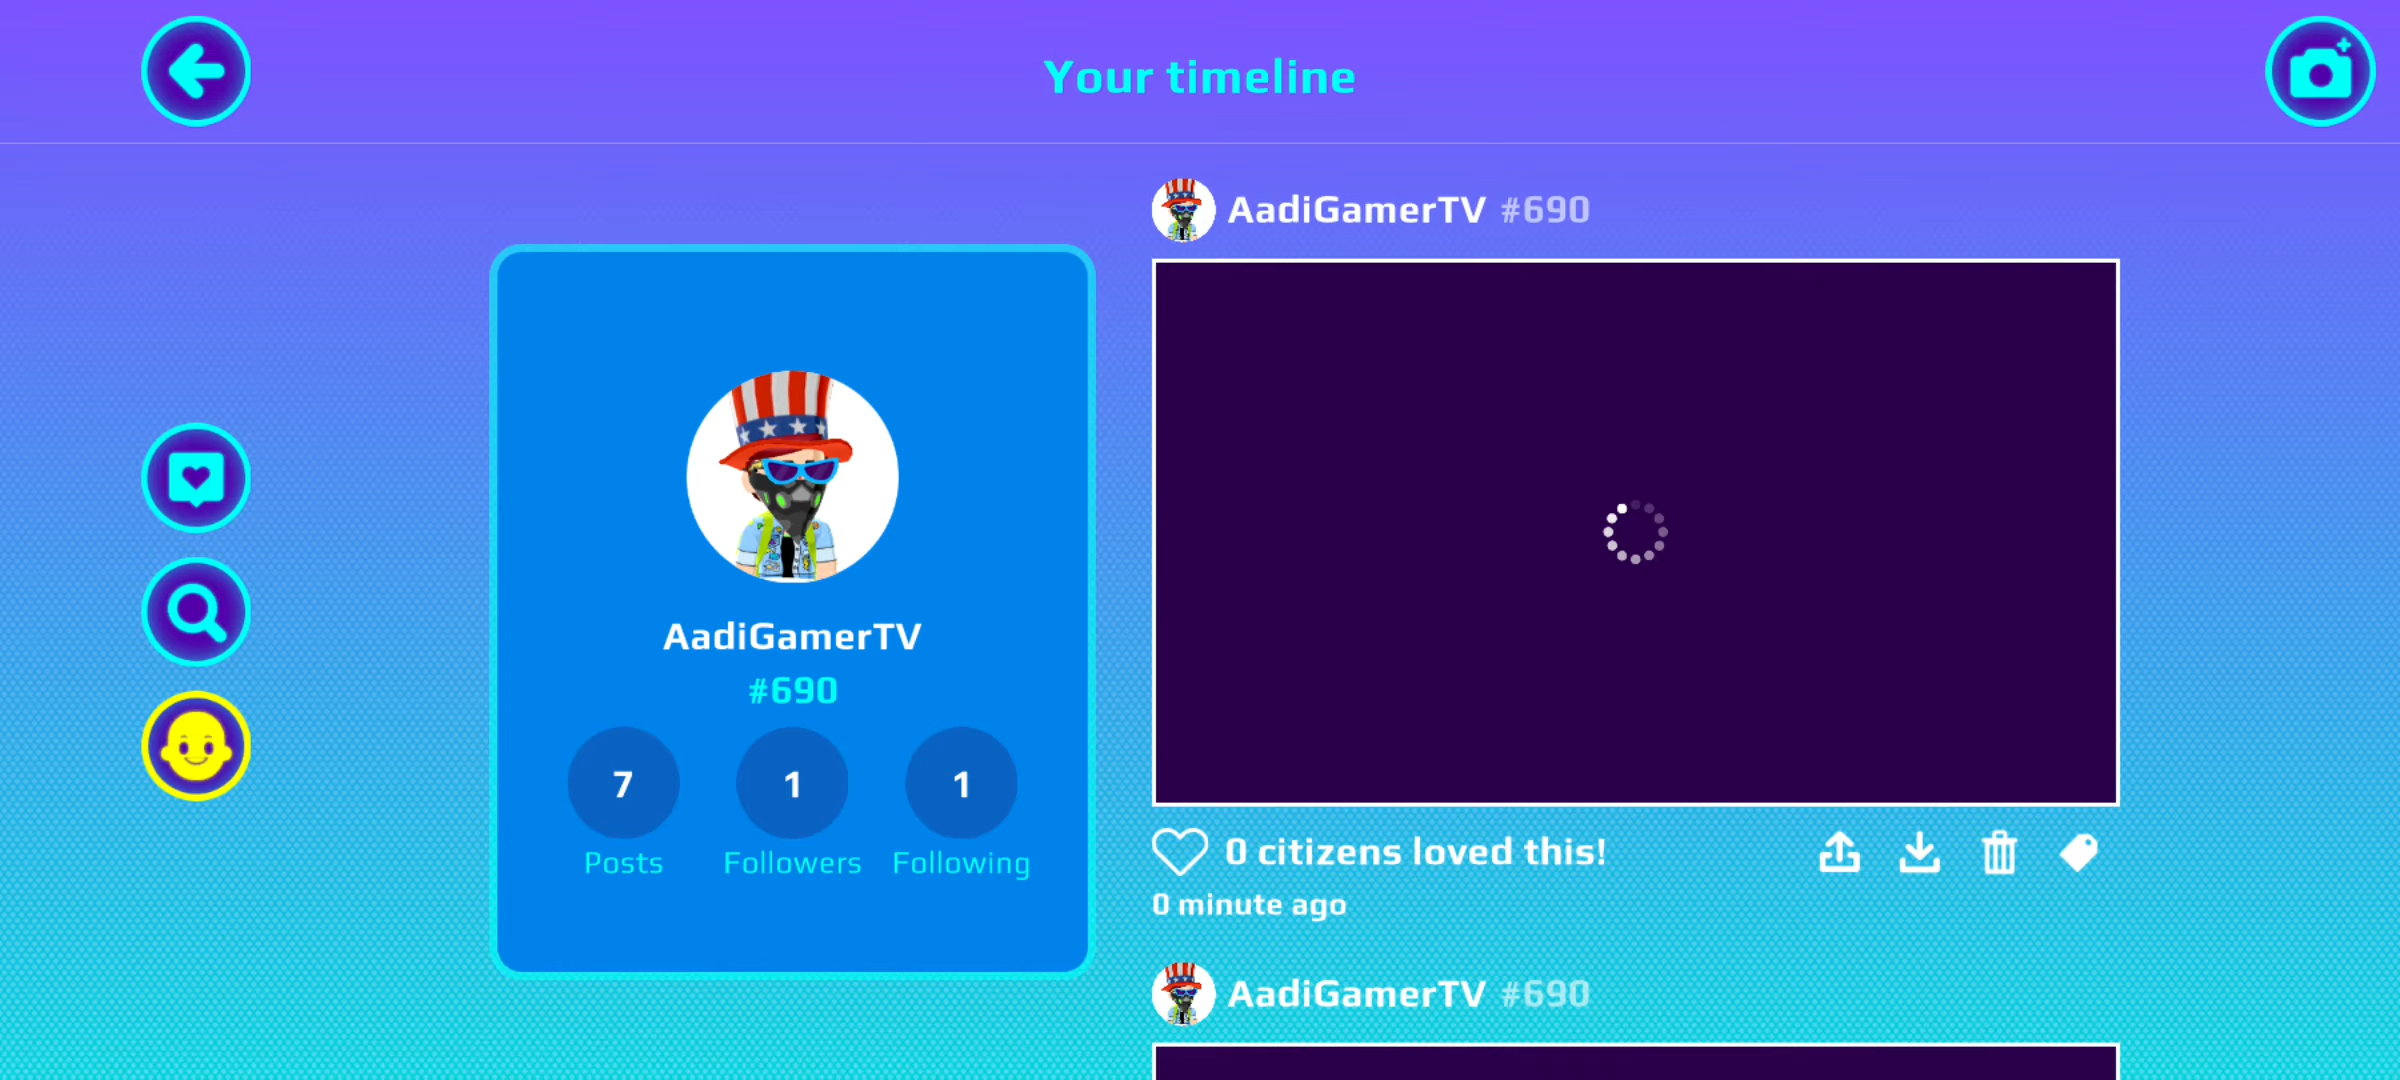 Your timeline
AadiGamerTV
#690
7
1
1
Posts
Followers
Following
AadiGamerTV #690
0 citizens loved this!
0 minute ago
AadiGamerTV #690